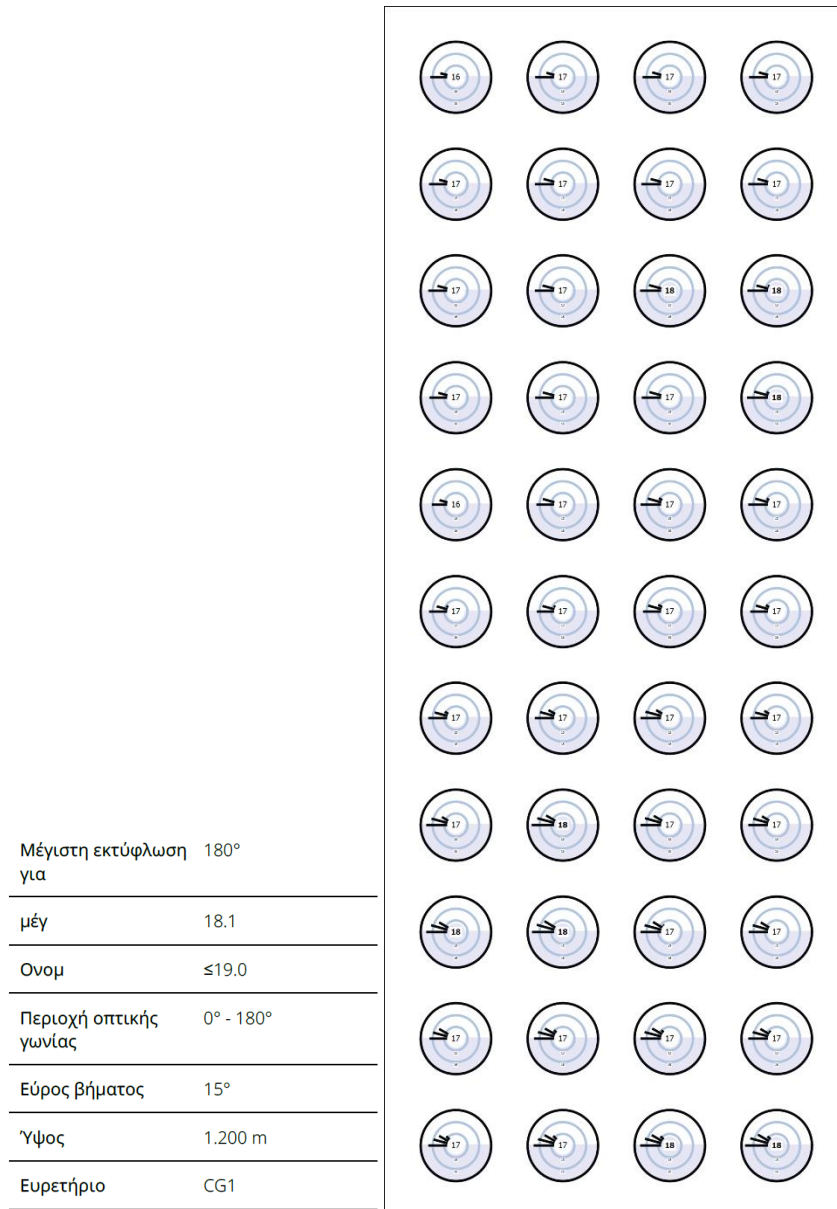 Μέγιστη εκτύφλωση για 180°
μέγ 18.1
Ονομ ≤19.0
Περιοχή οπτικής γωνίας 0° - 180°
Εύρος βήματος 15°
Ύψος 1.200 m
Ευρετήριο CG1
16 17 17 17
17 17 17 17
17 17 18 18
17 17 17 18
16 17 17 17
17 17 17 17
17 17 17 17
17 18 17 17
18 18 17 17
17 17 17 17
17 17 18 18